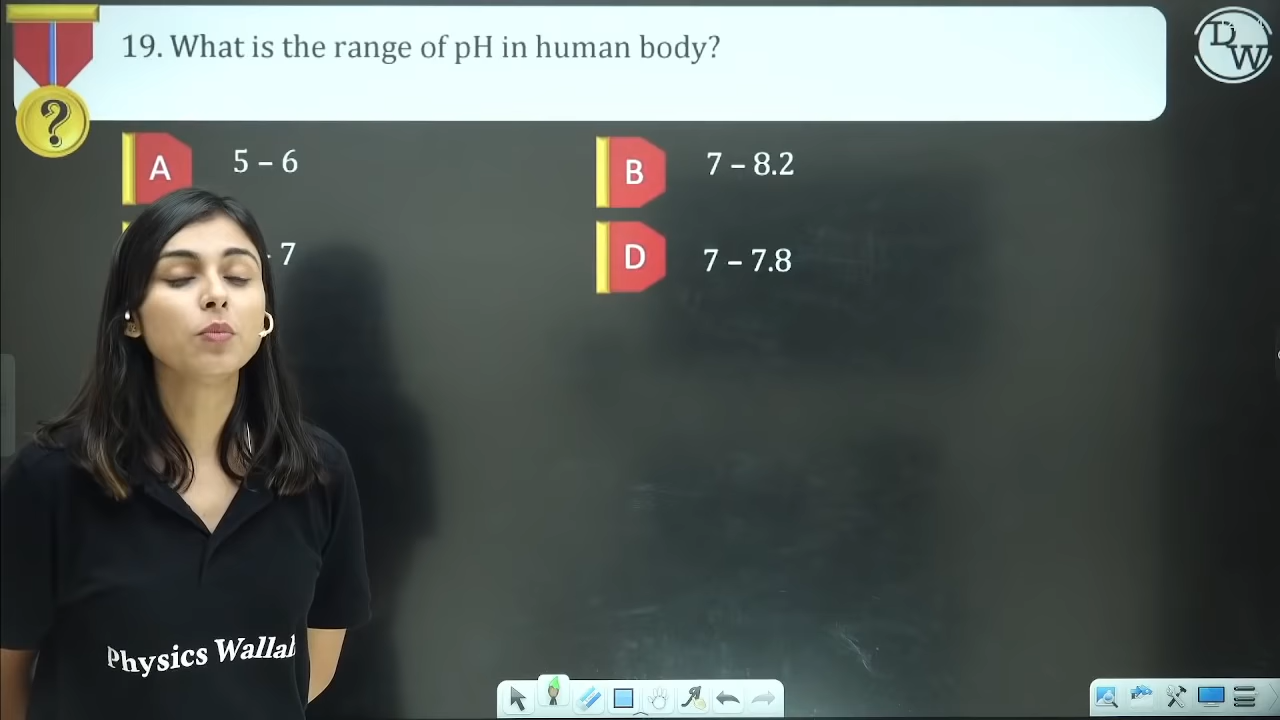 19. What is the range of pH in human body?
PW
A
5 – 6
B
7 – 8.2
7
D
7 – 7.8
Physics Wallah